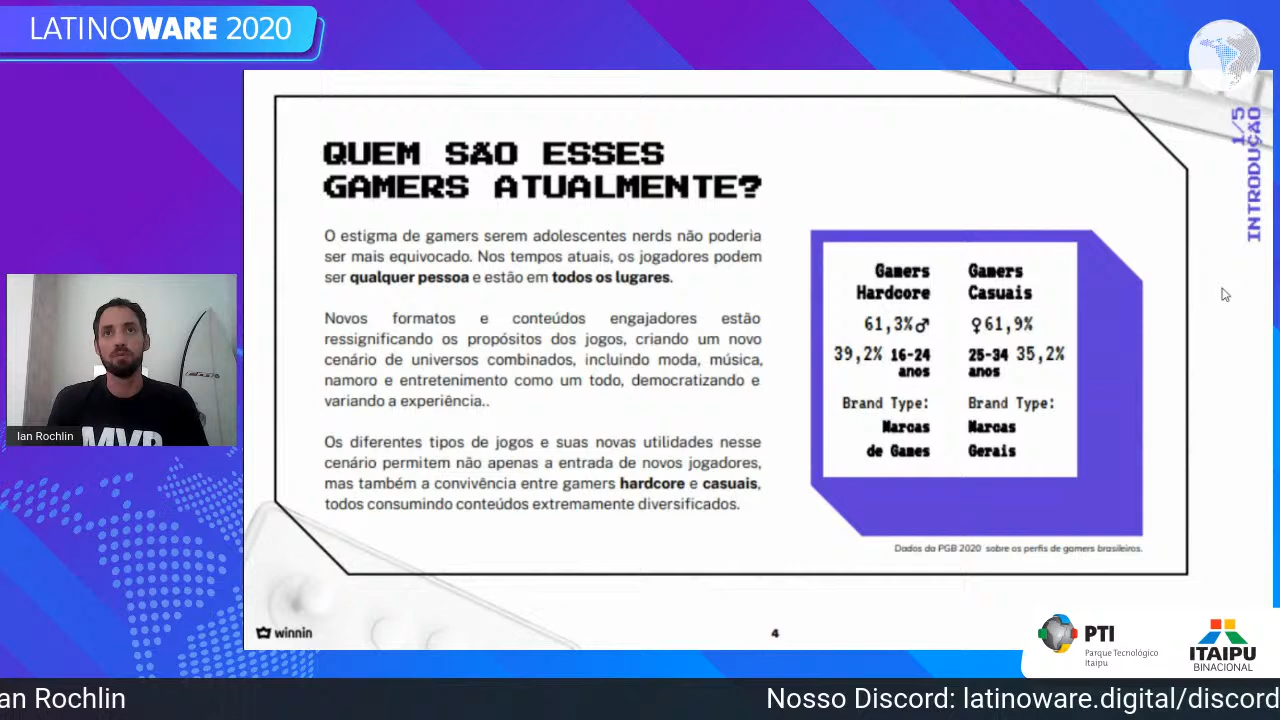 LATINOWARE 2020
1/5
INTRODUÇÃO
QUEM SÃO ESSES
GAMERS ATUALMENTE?
O estigma de gamers serem adolescentes nerds não poderia
ser mais equivocado. Nos tempos atuais, os jogadores podem
ser qualquer pessoa e estão em todos os lugares.
Novos formatos e conteúdos engajadores estão
ressignificando os propósitos dos jogos, criando um novo
cenário de universos combinados, incluindo moda, música,
namoro e entretenimento como um todo, democratizando e
variando a experiência..
Os diferentes tipos de jogos e suas novas utilidades nesse
cenário permitem não apenas a entrada de novos jogadores,
mas também a convivência entre gamers hardcore e casuais,
todos consumindo conteúdos extremamente diversificados.
Gamers
Hardcore
61,3%♂
39,2% 16-24
anos
Brand Type:
Marcas
de Games
Gamers
Casuais
♀61,9%
25-34 35,2%
anos
Brand Type:
Marcas
Gerais
Dados da PGB 2020 sobre os perfis de gamers brasileiros.
winnin
4
MVP
Ian Rochlin
PTI
Parque Tecnológico
Itaipu
ITAIPU
BINACIONAL
an Rochlin
Nosso Discord: latinoware.digital/discord